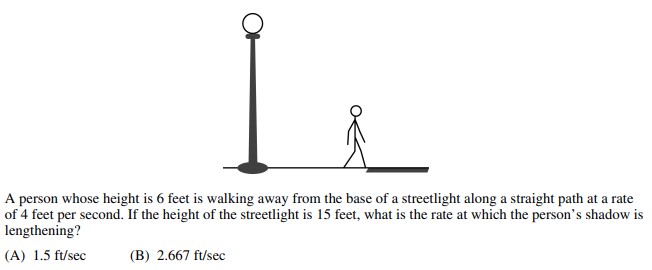 A person whose height is 6 feet is walking away from the base of a streetlight along a straight path at a rate
of 4 feet per second. If the height of the streetlight is 15 feet, what is the rate at which the person's shadow is
lengthening?
(A) 1.5 ft/sec (B) 2.667 ft/sec